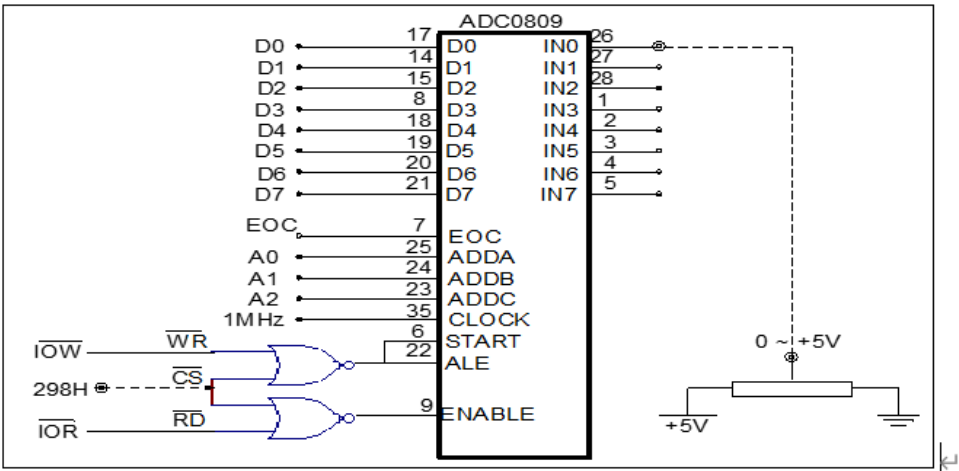 ADC0809
D0 17 D0 IN0 26
D1 14 D1 IN1 27
D2 15 D2 IN2 28
D3 8 D3 IN3 1
D4 18 D4 IN4 2
D5 19 D5 IN5 3
D6 20 D6 IN6 4
D7 21 D7 IN7 5
EOC 7 EOC
A0 25 ADDA
A1 24 ADDB
A2 23 ADDC
1MHz 35 CLOCK
6 START
IOW WR 22 ALE
0 ~ +5V
298H CS
9 ENABLE
IOR RD
+5V